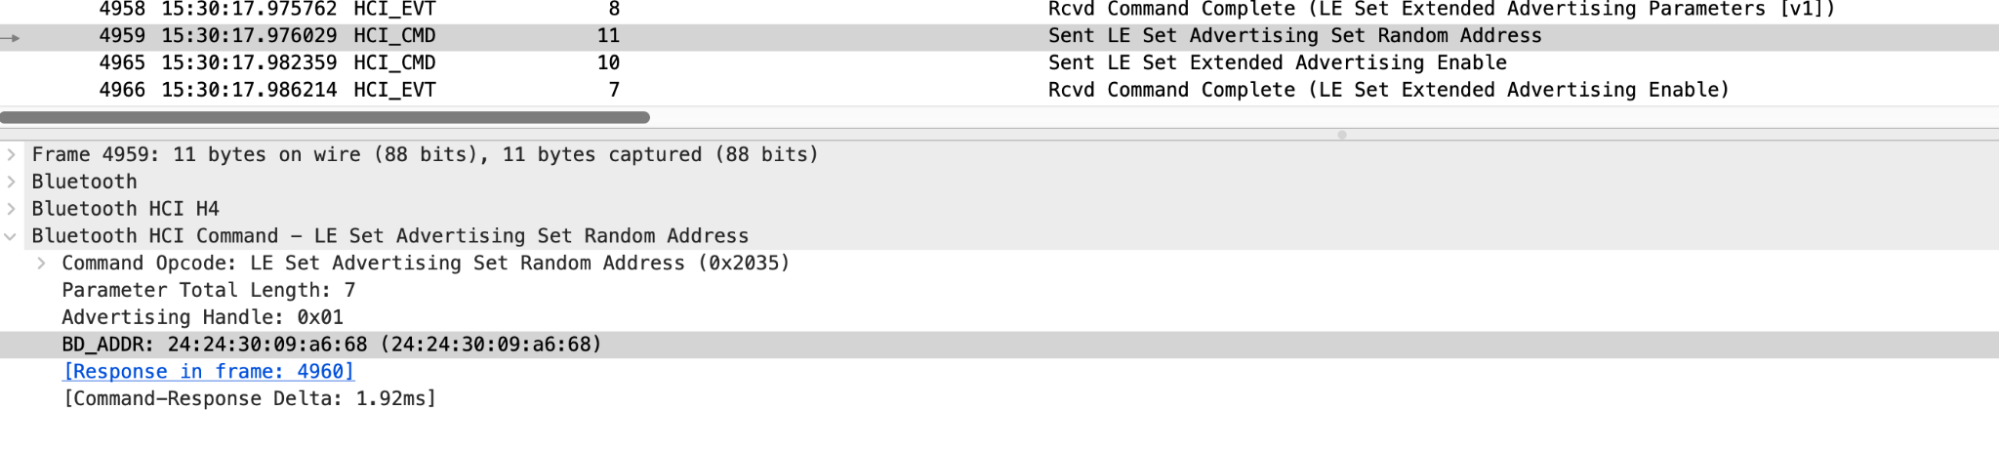 4958 15:30:17.975762 HCI_EVT 8 Rcvd Command Complete (LE Set Extended Advertising Parameters [v1])
4959 15:30:17.976029 HCI_CMD 11 Sent LE Set Advertising Set Random Address
4965 15:30:17.982359 HCI_CMD 10 Sent LE Set Extended Advertising Enable
4966 15:30:17.986214 HCI_EVT 7 Rcvd Command Complete (LE Set Extended Advertising Enable)
Frame 4959: 11 bytes on wire (88 bits), 11 bytes captured (88 bits)
Bluetooth
Bluetooth HCI H4
Bluetooth HCI Command – LE Set Advertising Set Random Address
Command Opcode: LE Set Advertising Set Random Address (0x2035)
Parameter Total Length: 7
Advertising Handle: 0x01
BD_ADDR: 24:24:30:09:a6:68 (24:24:30:09:a6:68)
[Response in frame: 4960]
[Command–Response Delta: 1.92ms]